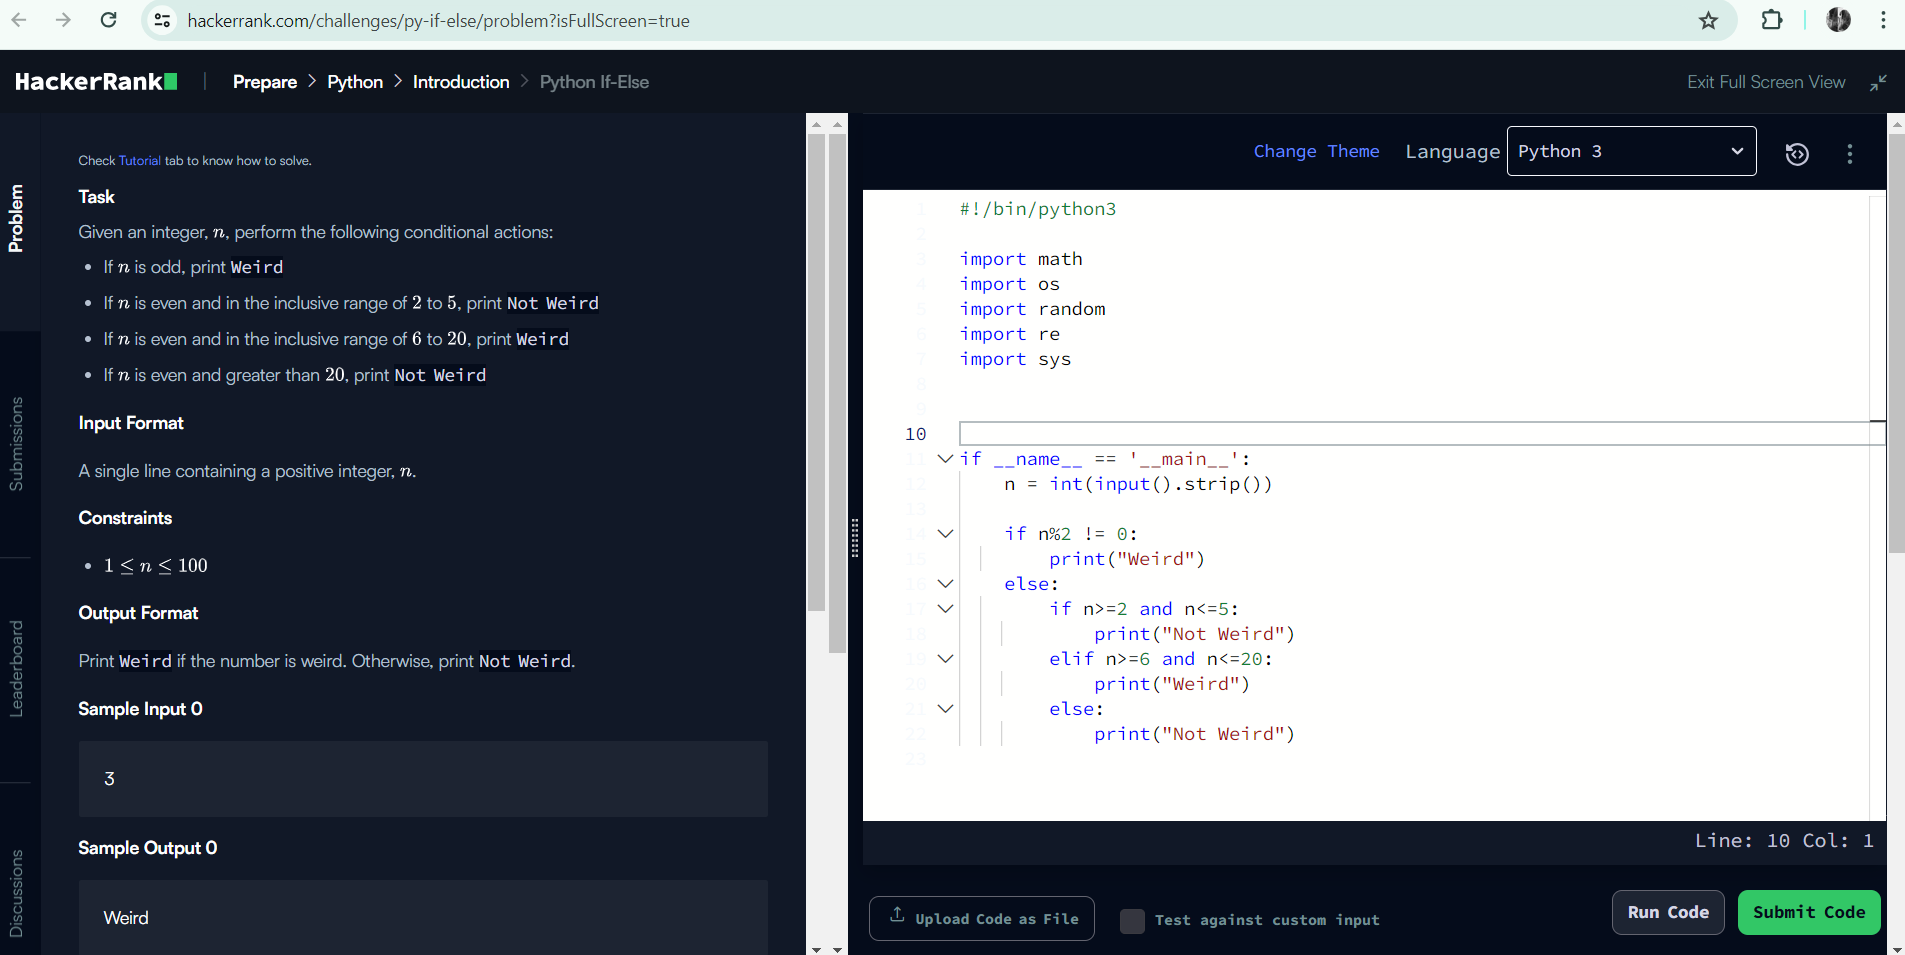 hackerrank.com/challenges/py-if-else/problem?isFullScreen=true
HackerRank
Prepare > Python > Introduction > Python If-Else
Exit Full Screen View
Problem
Submissions
Leaderboard
Discussions
Check Tutorial tab to know how to solve.
Task
Given an integer, n, perform the following conditional actions:
• If n is odd, print Weird
• If n is even and in the inclusive range of 2 to 5, print Not Weird
• If n is even and in the inclusive range of 6 to 20, print Weird
• If n is even and greater than 20, print Not Weird
Input Format
A single line containing a positive integer, n.
Constraints
• 1 ≤ n ≤ 100
Output Format
Print Weird if the number is weird. Otherwise, print Not Weird.
Sample Input 0
3
Sample Output 0
Weird
Change Theme Language Python 3
1 #!/bin/python3
2
3 import math
4 import os
5 import random
6 import re
7 import sys
8
9
10
11 if __name__ == '__main__':
12     n = int(input().strip())
13
14     if n%2 != 0:
15         print("Weird")
16     else:
17         if n>=2 and n<=5:
18             print("Not Weird")
19         elif n>=6 and n<=20:
20             print("Weird")
21         else:
22             print("Not Weird")
23
Line: 10 Col: 1
Upload Code as File
Test against custom input
Run Code
Submit Code